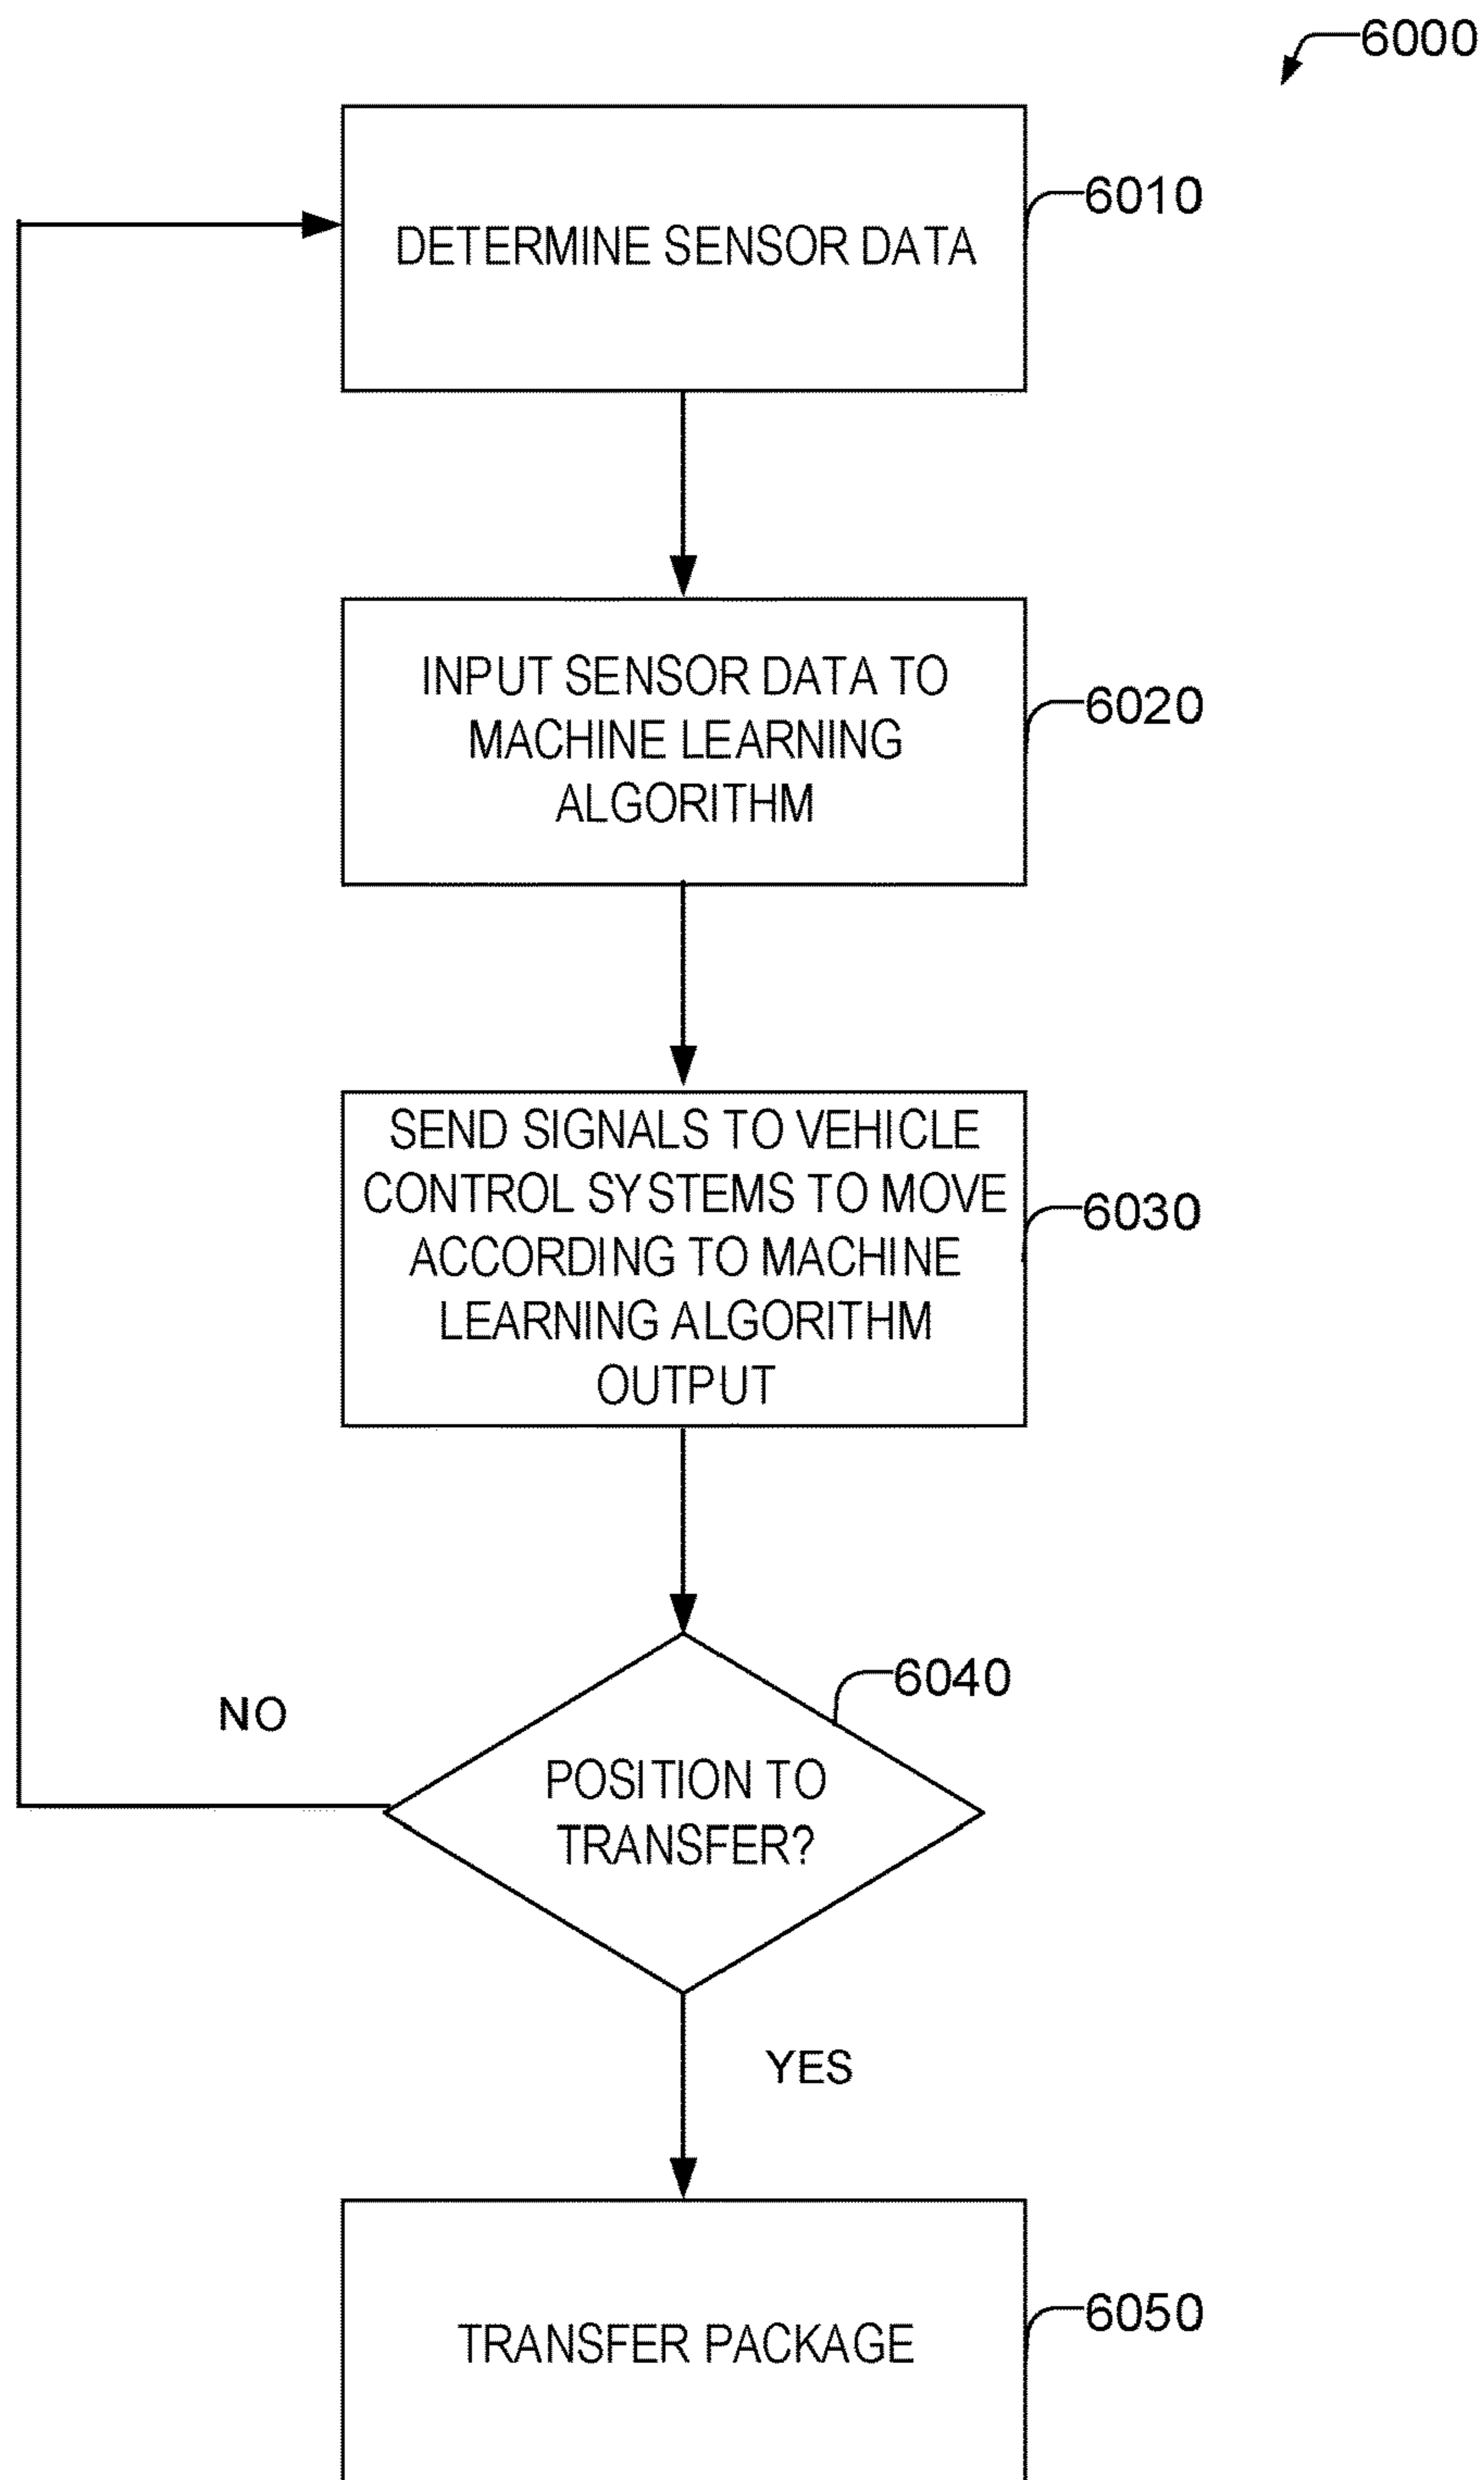 6000
DETERMINE SENSOR DATA
6010
INPUT SENSOR DATA TO
MACHINE LEARNING
ALGORITHM
6020
SEND SIGNALS TO VEHICLE
CONTROL SYSTEMS TO MOVE
ACCORDING TO MACHINE
LEARNING ALGORITHM
OUTPUT
6030
6040
NO
POSITION TO
TRANSFER?
YES
TRANSFER PACKAGE
6050